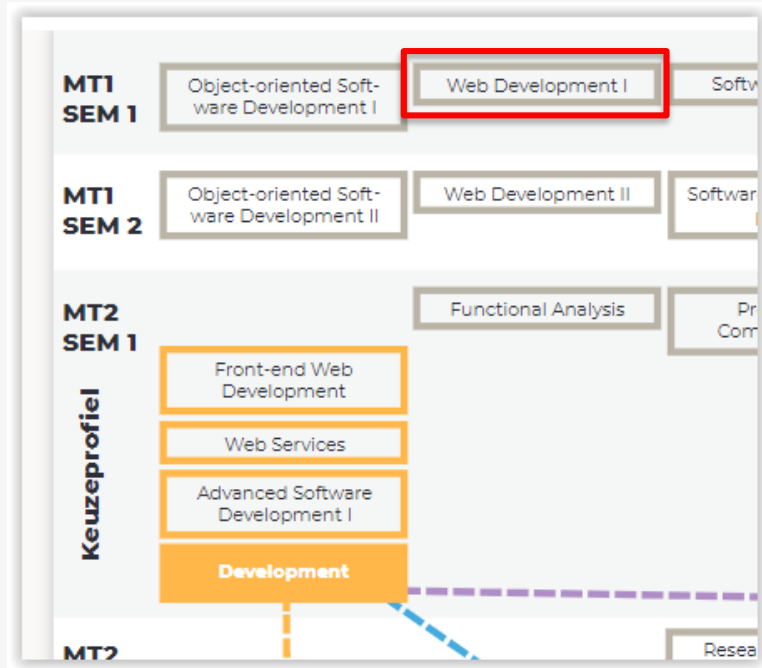 MT1
SEM 1
Object-oriented Soft-
ware Development I
Web Development I
MT1
SEM 2
Object-oriented Soft-
ware Development II
Web Development II
MT2
SEM 1
Functional Analysis
Keuzeprofiel
Front-end Web
Development
Web Services
Advanced Software
Development I
Development
MT2